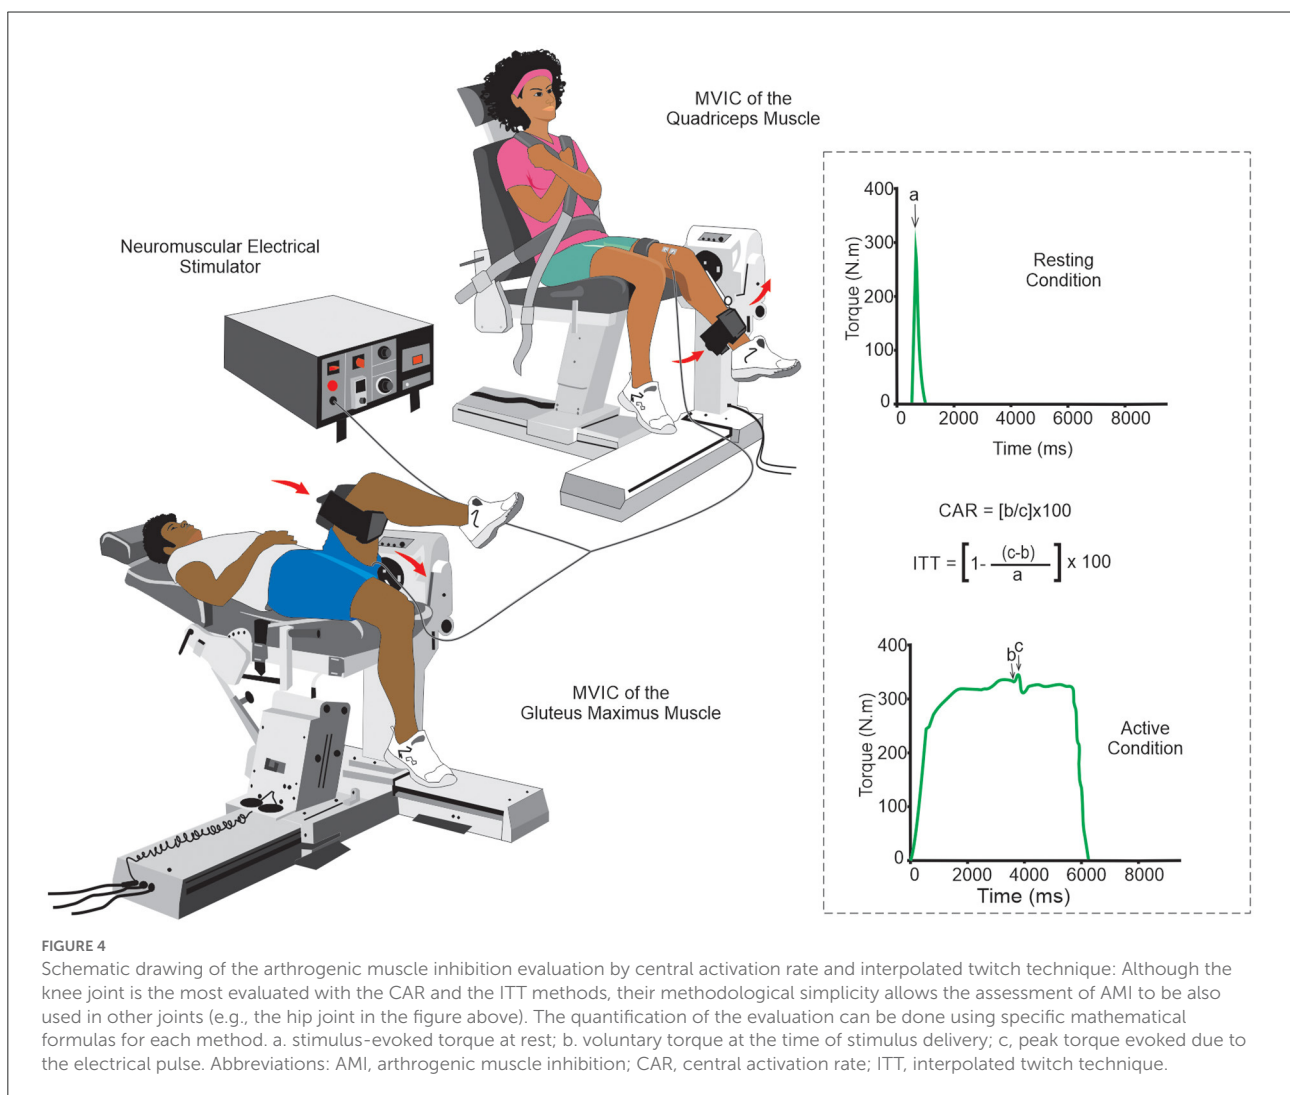 MVIC of the
Quadriceps Muscle
Neuromuscular Electrical
Stimulator
MVIC of the
Gluteus Maximus Muscle
400
300
200
100
0
Torque (N.m)
a
Resting
Condition
0 2000 4000 6000 8000
Time (ms)
CAR = [b/c]x100
ITT = [1- (c-b)/a] x 100
400
300
200
100
0
Torque (N.m)
b c
Active
Condition
0 2000 4000 6000 8000
Time (ms)
FIGURE 4
Schematic drawing of the arthrogenic muscle inhibition evaluation by central activation rate and interpolated twitch technique: Although the
knee joint is the most evaluated with the CAR and the ITT methods, their methodological simplicity allows the assessment of AMI to be also
used in other joints (e.g., the hip joint in the figure above). The quantification of the evaluation can be done using specific mathematical
formulas for each method. a. stimulus-evoked torque at rest; b. voluntary torque at the time of stimulus delivery; c, peak torque evoked due to
the electrical pulse. Abbreviations: AMI, arthrogenic muscle inhibition; CAR, central activation rate; ITT, interpolated twitch technique.